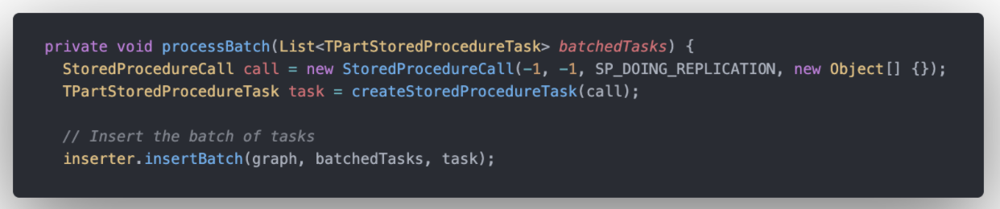 private void processBatch(List<TPartStoredProcedureTask> batchedTasks) {
  StoredProcedureCall call = new StoredProcedureCall(-1, -1, SP_DOING_REPLICATION, new Object[] {});
  TPartStoredProcedureTask task = createStoredProcedureTask(call);

  // Insert the batch of tasks
  inserter.insertBatch(graph, batchedTasks, task);